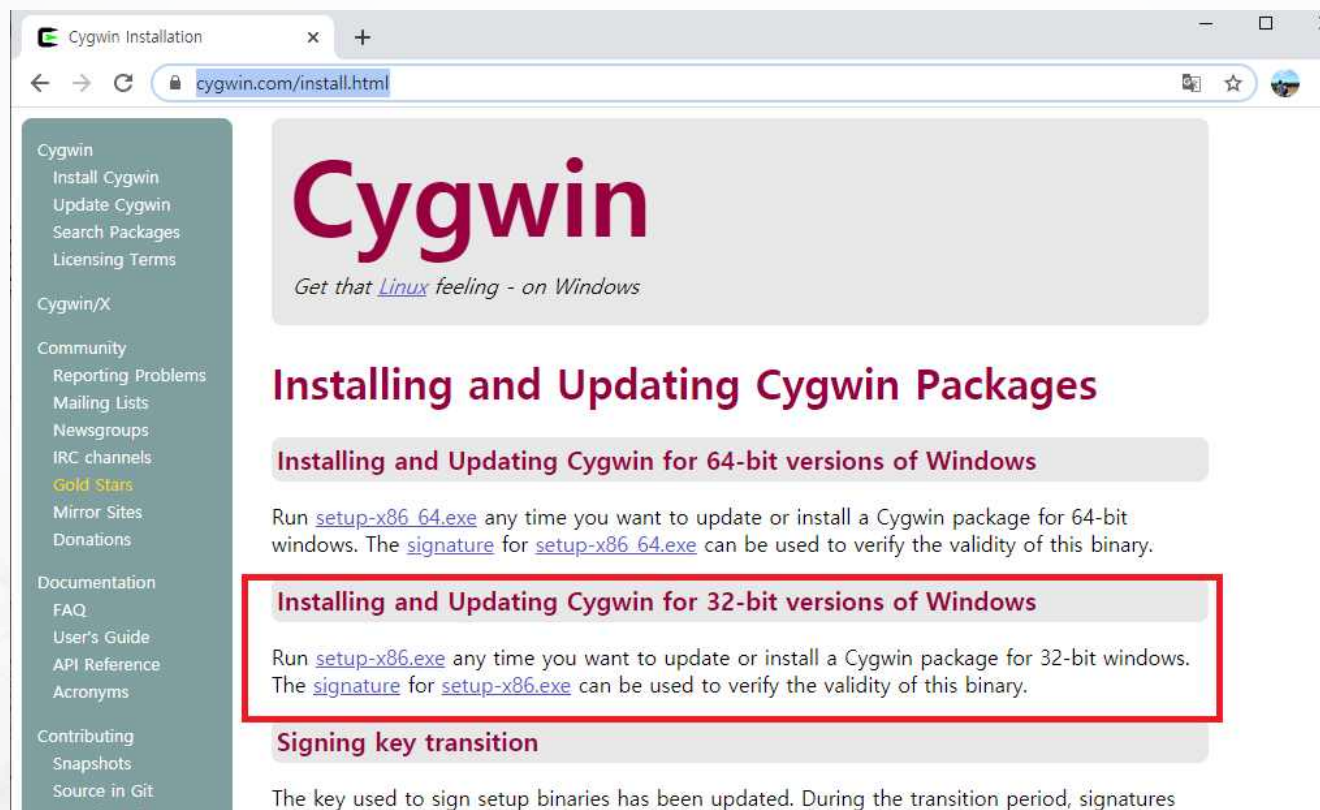 Cygwin Installation
cygwin.com/install.html
Cygwin
Install Cygwin
Update Cygwin
Search Packages
Licensing Terms
Cygwin/X
Community
Reporting Problems
Mailing Lists
Newsgroups
IRC channels
Gold Stars
Mirror Sites
Donations
Documentation
FAQ
User's Guide
API Reference
Acronyms
Contributing
Snapshots
Source in Git
Cygwin
Get that Linux feeling - on Windows
Installing and Updating Cygwin Packages
Installing and Updating Cygwin for 64-bit versions of Windows
Run setup-x86_64.exe any time you want to update or install a Cygwin package for 64-bit
windows. The signature for setup-x86_64.exe can be used to verify the validity of this binary.
Installing and Updating Cygwin for 32-bit versions of Windows
Run setup-x86.exe any time you want to update or install a Cygwin package for 32-bit windows.
The signature for setup-x86.exe can be used to verify the validity of this binary.
Signing key transition
The key used to sign setup binaries has been updated. During the transition period, signatures